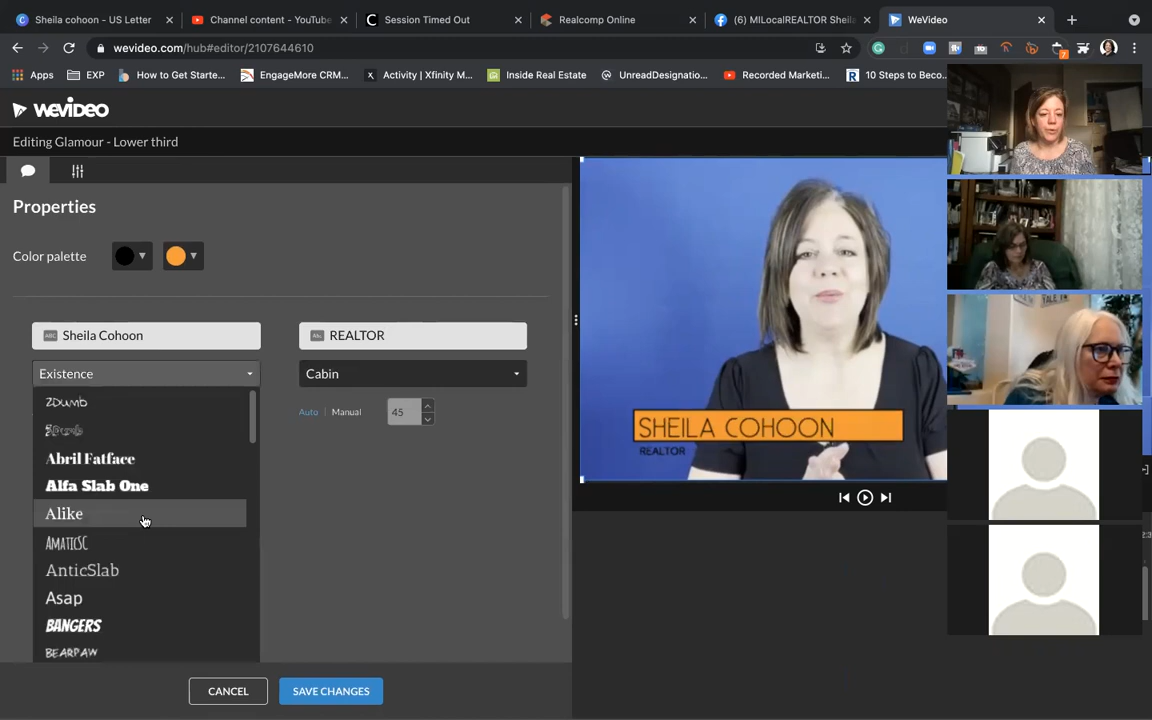 Sheila cohoon - US Letter
Channel content - YouTube
Session Timed Out
Realcomp Online
(6) MILocalREALTOR Sheila
WeVideo
wevideo.com/hub#editor/2107644610
Apps
EXP
How to Get Starte...
EngageMore CRM...
Activity | Xfinity M...
Inside Real Estate
UnreadDesignatio...
Recorded Marketi...
10 Steps to Beco...
WEVIDEO
Editing Glamour - Lower third
Properties
Color palette
Sheila Cohoon
REALTOR
Existence
Cabin
Auto | Manual
45
2Dumb
Abril Fatface
Alfa Slab One
Alike
AMATICSC
AnticSlab
Asap
BANGERS
BEARPAW
SHEILA COHOON
REALTOR
CANCEL
SAVE CHANGES